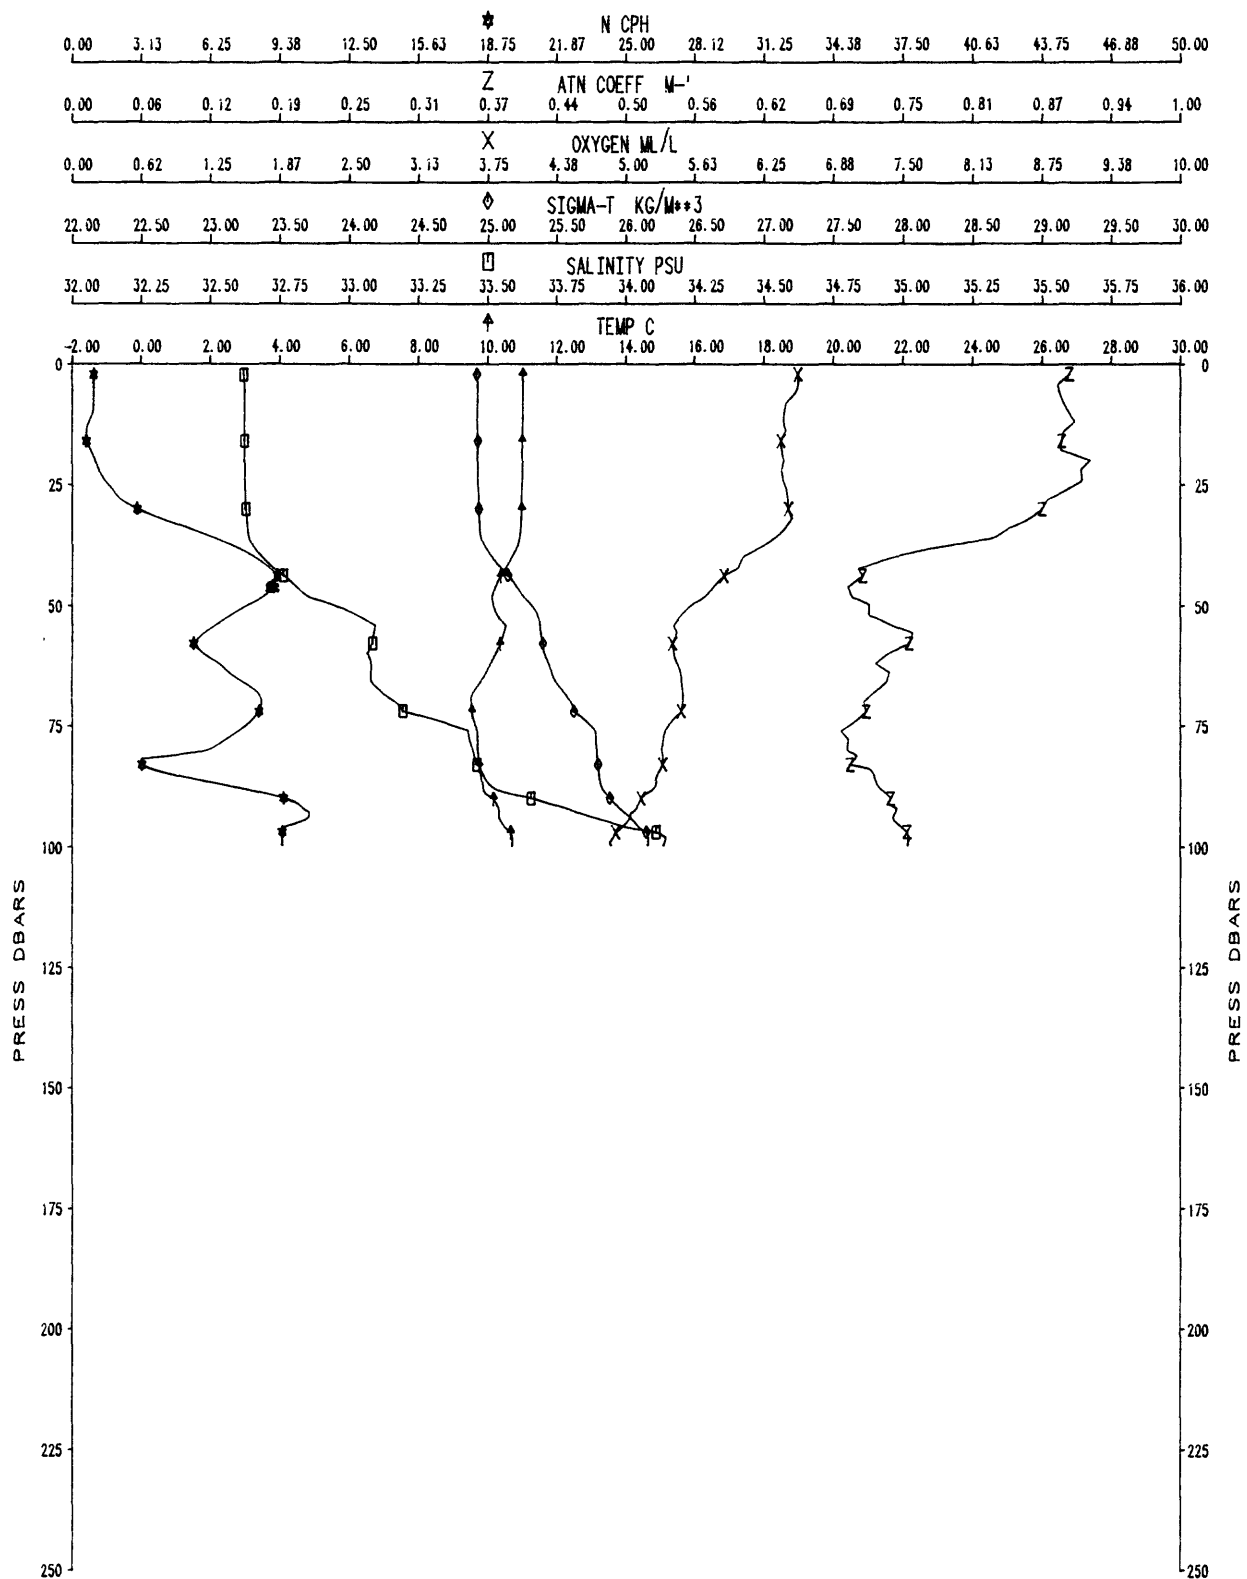 N CPH
0.00 3.13 6.25 9.38 12.50 15.63 18.75 21.87 25.00 28.12 31.25 34.38 37.50 40.63 43.75 46.88 50.00
Z ATN COEFF M-'
0.00 0.06 0.12 0.19 0.25 0.31 0.37 0.44 0.50 0.56 0.62 0.69 0.75 0.81 0.87 0.94 1.00
X OXYGEN ML/L
0.00 0.62 1.25 1.87 2.50 3.13 3.75 4.38 5.00 5.63 6.25 6.88 7.50 8.13 8.75 9.38 10.00
SIGMA-T KG/M**3
22.00 22.50 23.00 23.50 24.00 24.50 25.00 25.50 26.00 26.50 27.00 27.50 28.00 28.50 29.00 29.50 30.00
SALINITY PSU
32.00 32.25 32.50 32.75 33.00 33.25 33.50 33.75 34.00 34.25 34.50 34.75 35.00 35.25 35.50 35.75 36.00
TEMP C
-2.00 0.00 2.00 4.00 6.00 8.00 10.00 12.00 14.00 16.00 18.00 20.00 22.00 24.00 26.00 28.00 30.00
0 0
25 25
50 50
75 75
100 100
125 125
150 150
175 175
200 200
225 225
250 250
PRESS DBARS
PRESS DBARS